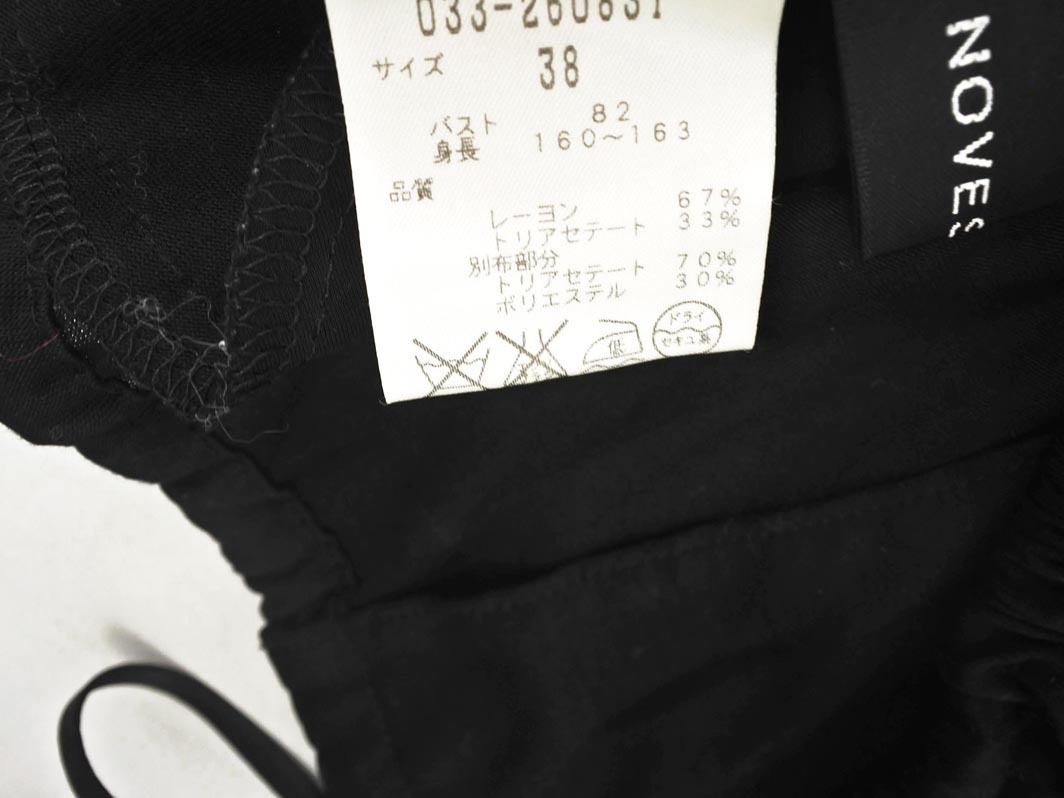 033-260831
サイズ 38
バスト 82
身長 160～163
品質
レーヨン 67%
トリアセテート 33%
別布部分
トリアセテート 70%
ポリエステル 30%
低
ドライ
セキユ系
NOVES